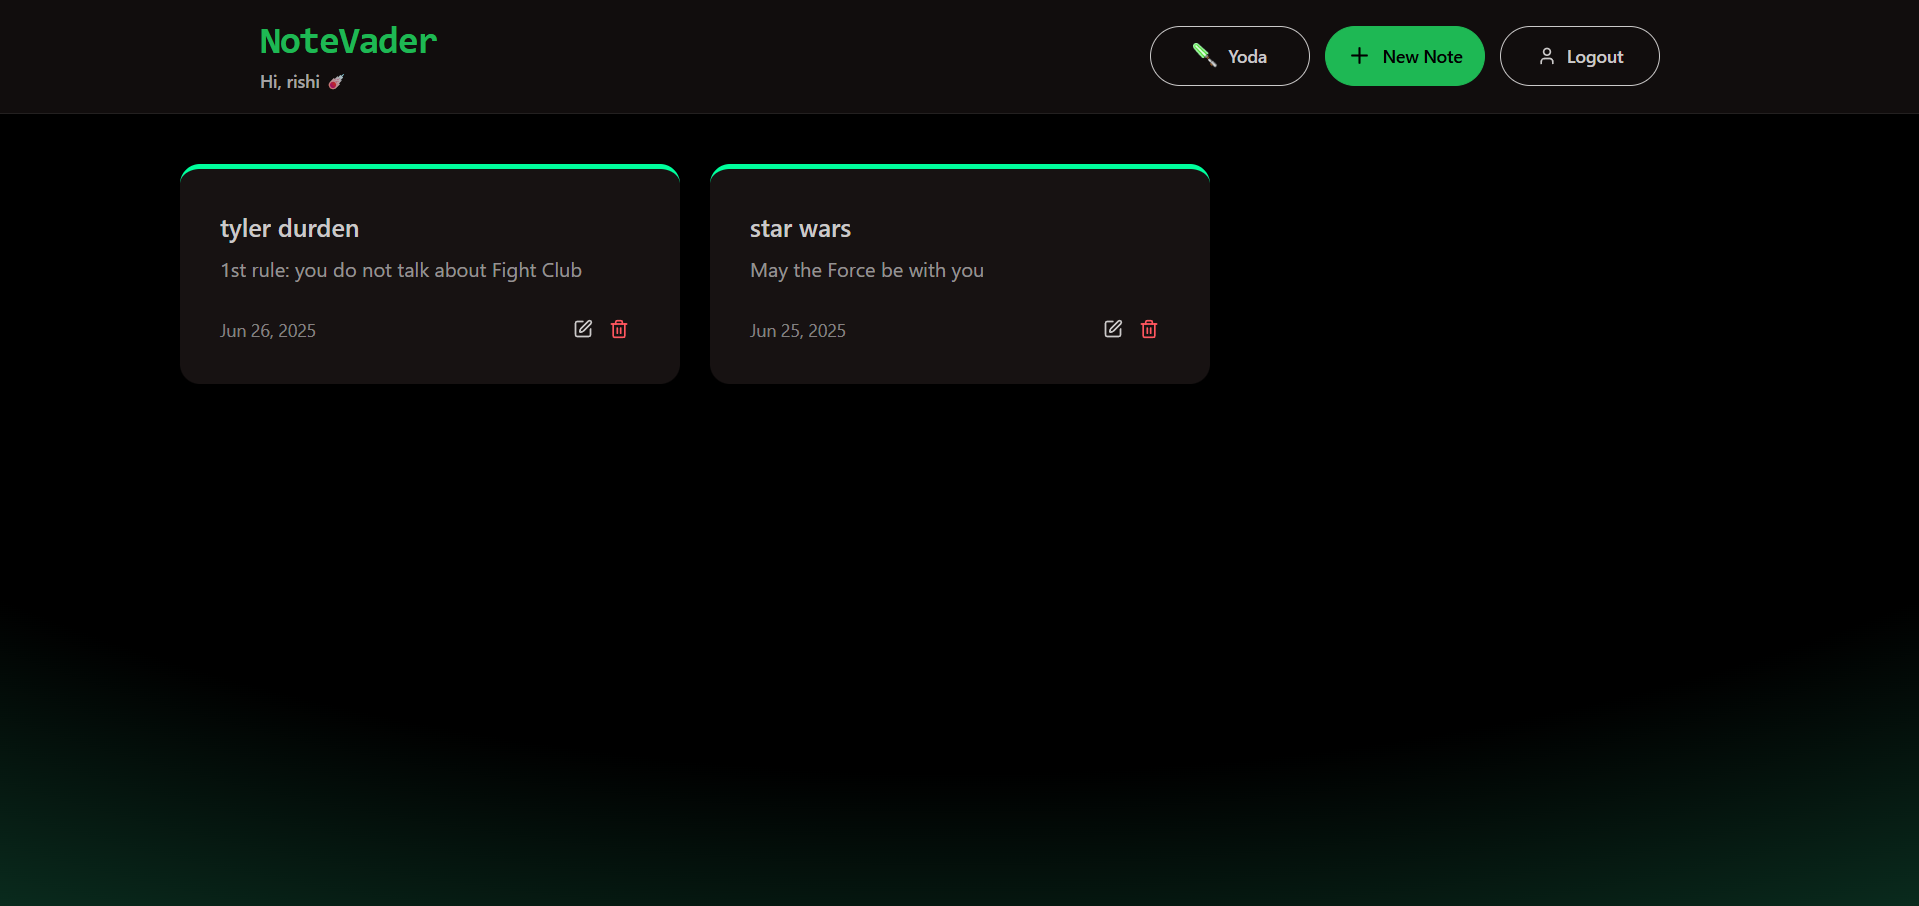 NoteVader
Hi, rishi
Yoda
New Note
Logout
tyler durden
1st rule: you do not talk about Fight Club
Jun 26, 2025
star wars
May the Force be with you
Jun 25, 2025